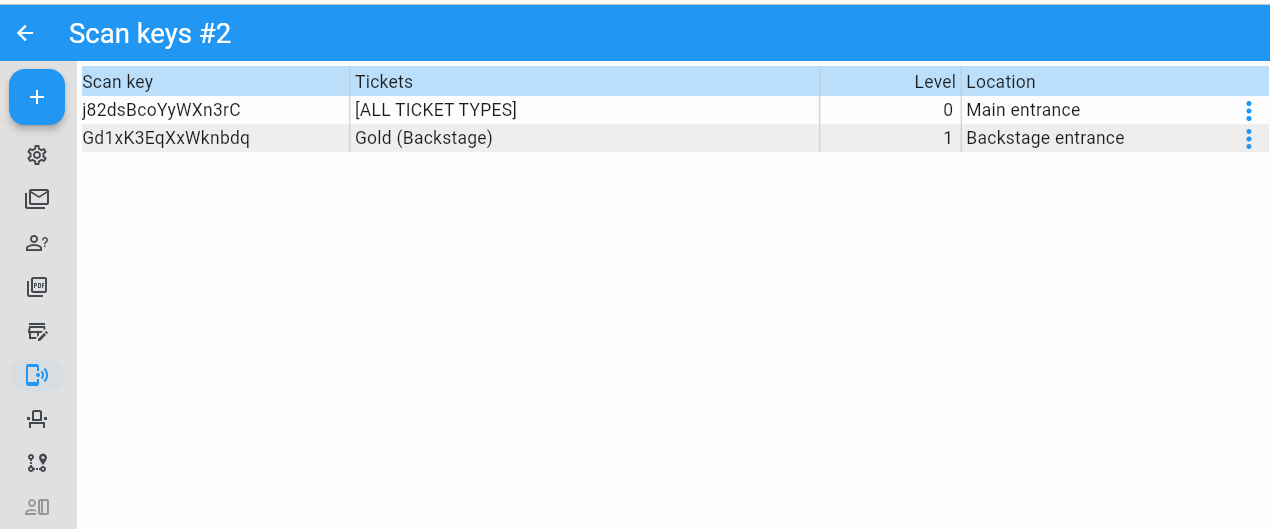 Scan keys #2
Scan key Tickets Level Location
j82dsBcoYyWXn3rC [ALL TICKET TYPES] 0 Main entrance
Gd1xK3EqXxWknbdq Gold (Backstage) 1 Backstage entrance
?
PDF